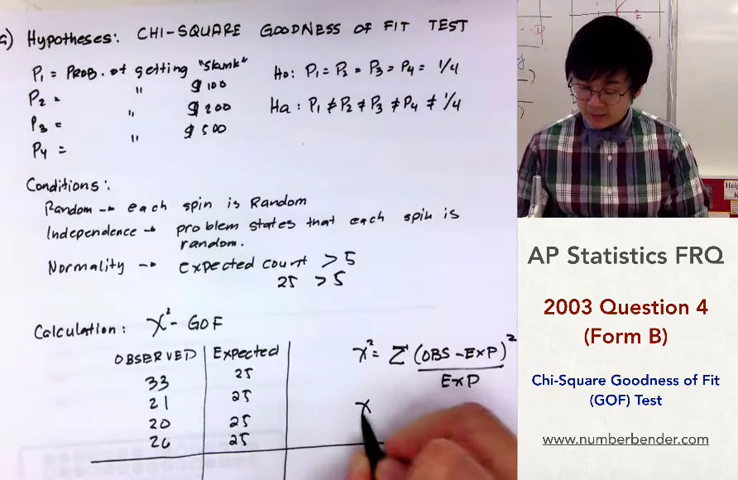 a) Hypotheses: CHI-SQUARE GOODNESS OF FIT TEST
P1 = PROB. of getting "skunk"
P2 = " $100
P3 = " $200
P4 = " $500
Ho: P1 = P2 = P3 = P4 = 1/4
Ha: P1 ≠ P2 ≠ P3 ≠ P4 ≠ 1/4
Conditions:
Random → each spin is Random
Independence → problem states that each spin is
random.
Normality → expected count > 5
25 > 5
Calculation: X² - GOF
OBSERVED Expected
33 25
21 25
20 25
26 25
X² = Σ (OBS - EXP)²
EXP
X
AP Statistics FRQ
2003 Question 4
(Form B)
Chi-Square Goodness of Fit
(GOF) Test
www.numberbender.com